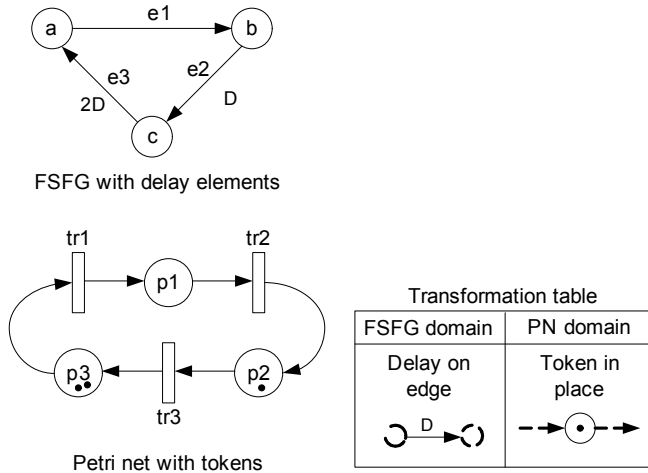 e1
a
b
e3
e2
2D
D
c
FSFG with delay elements
tr1
tr2
p1
p3
p2
tr3
Petri net with tokens
Transformation table
FSFG domain
PN domain
Delay on
edge
Token in
place
D